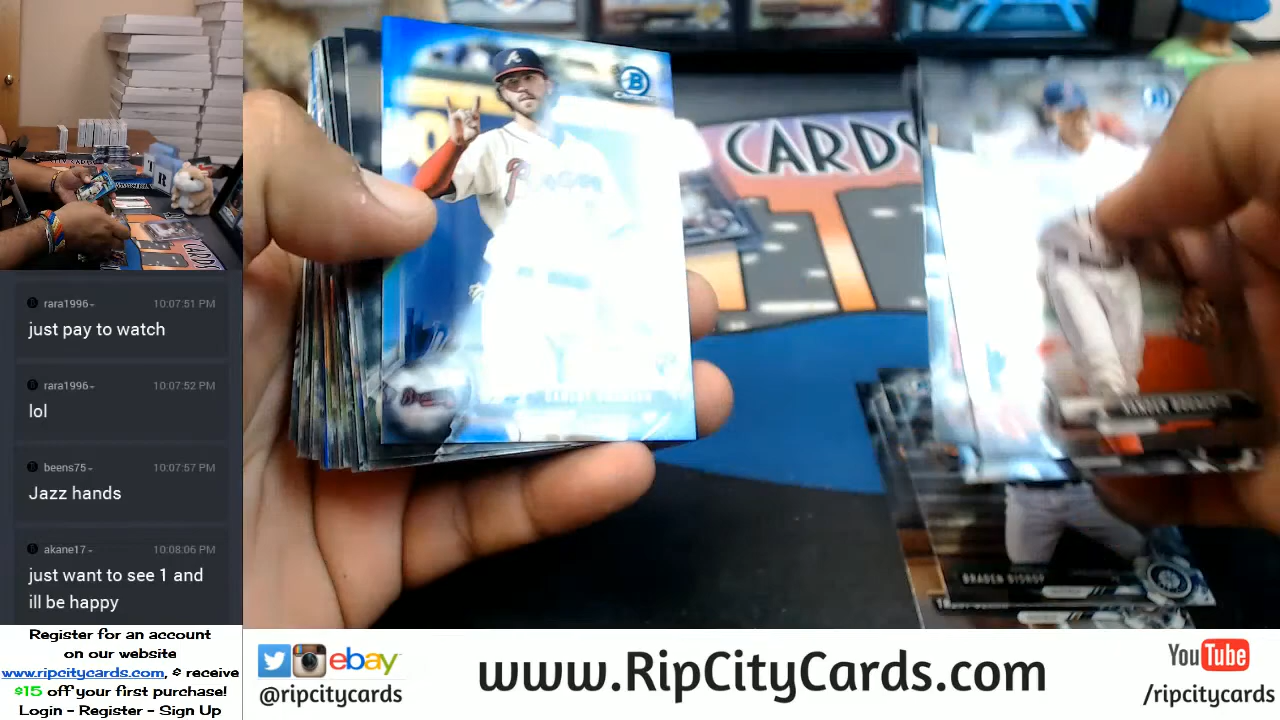 rara1996- 10:07:51 PM
just pay to watch
rara1996- 10:07:52 PM
lol
beens75- 10:07:57 PM
Jazz hands
akane17- 10:08:06 PM
just want to see 1 and
ill be happy
Register for an account
on our website
www.ripcitycards.com, & receive
$15 off your first purchase!
Login - Register - Sign Up
CARDS
BRADEN BISHOP
CARDS
ebay
@ripcitycards
www.RipCityCards.com
YouTube
/ripcitycards